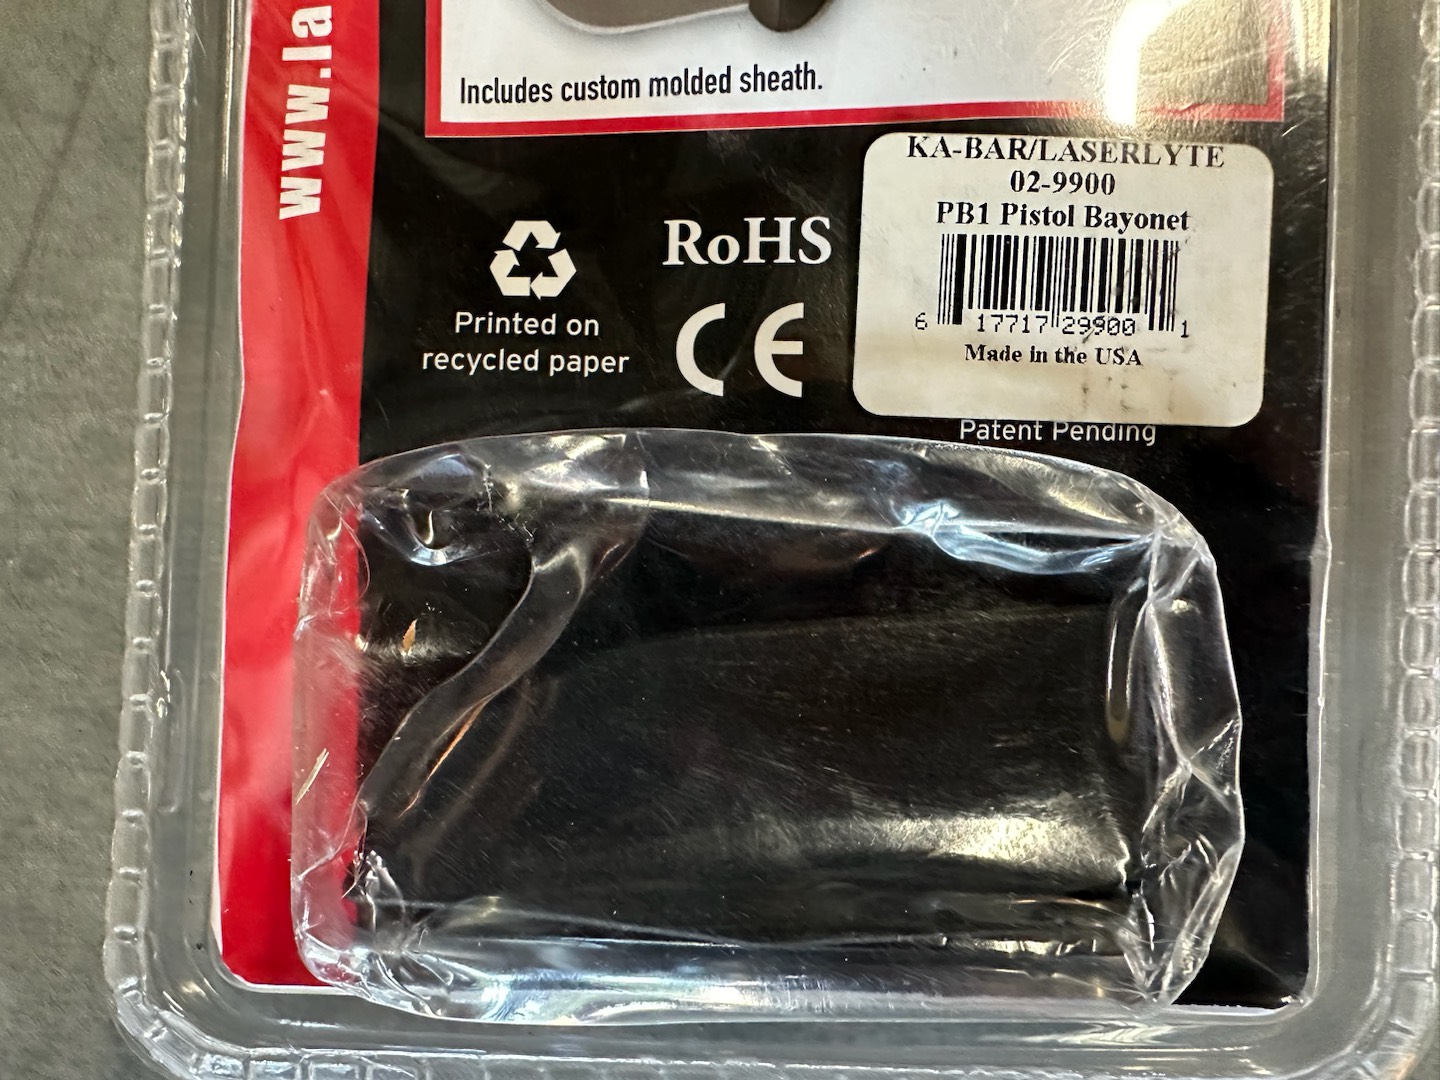 www.la
Includes custom molded sheath.
KA-BAR/LASERLYTE
02-9900
PB1 Pistol Bayonet
6 17717 29900 1
Made in the USA
RoHS
CE
Printed on
recycled paper
Patent Pending